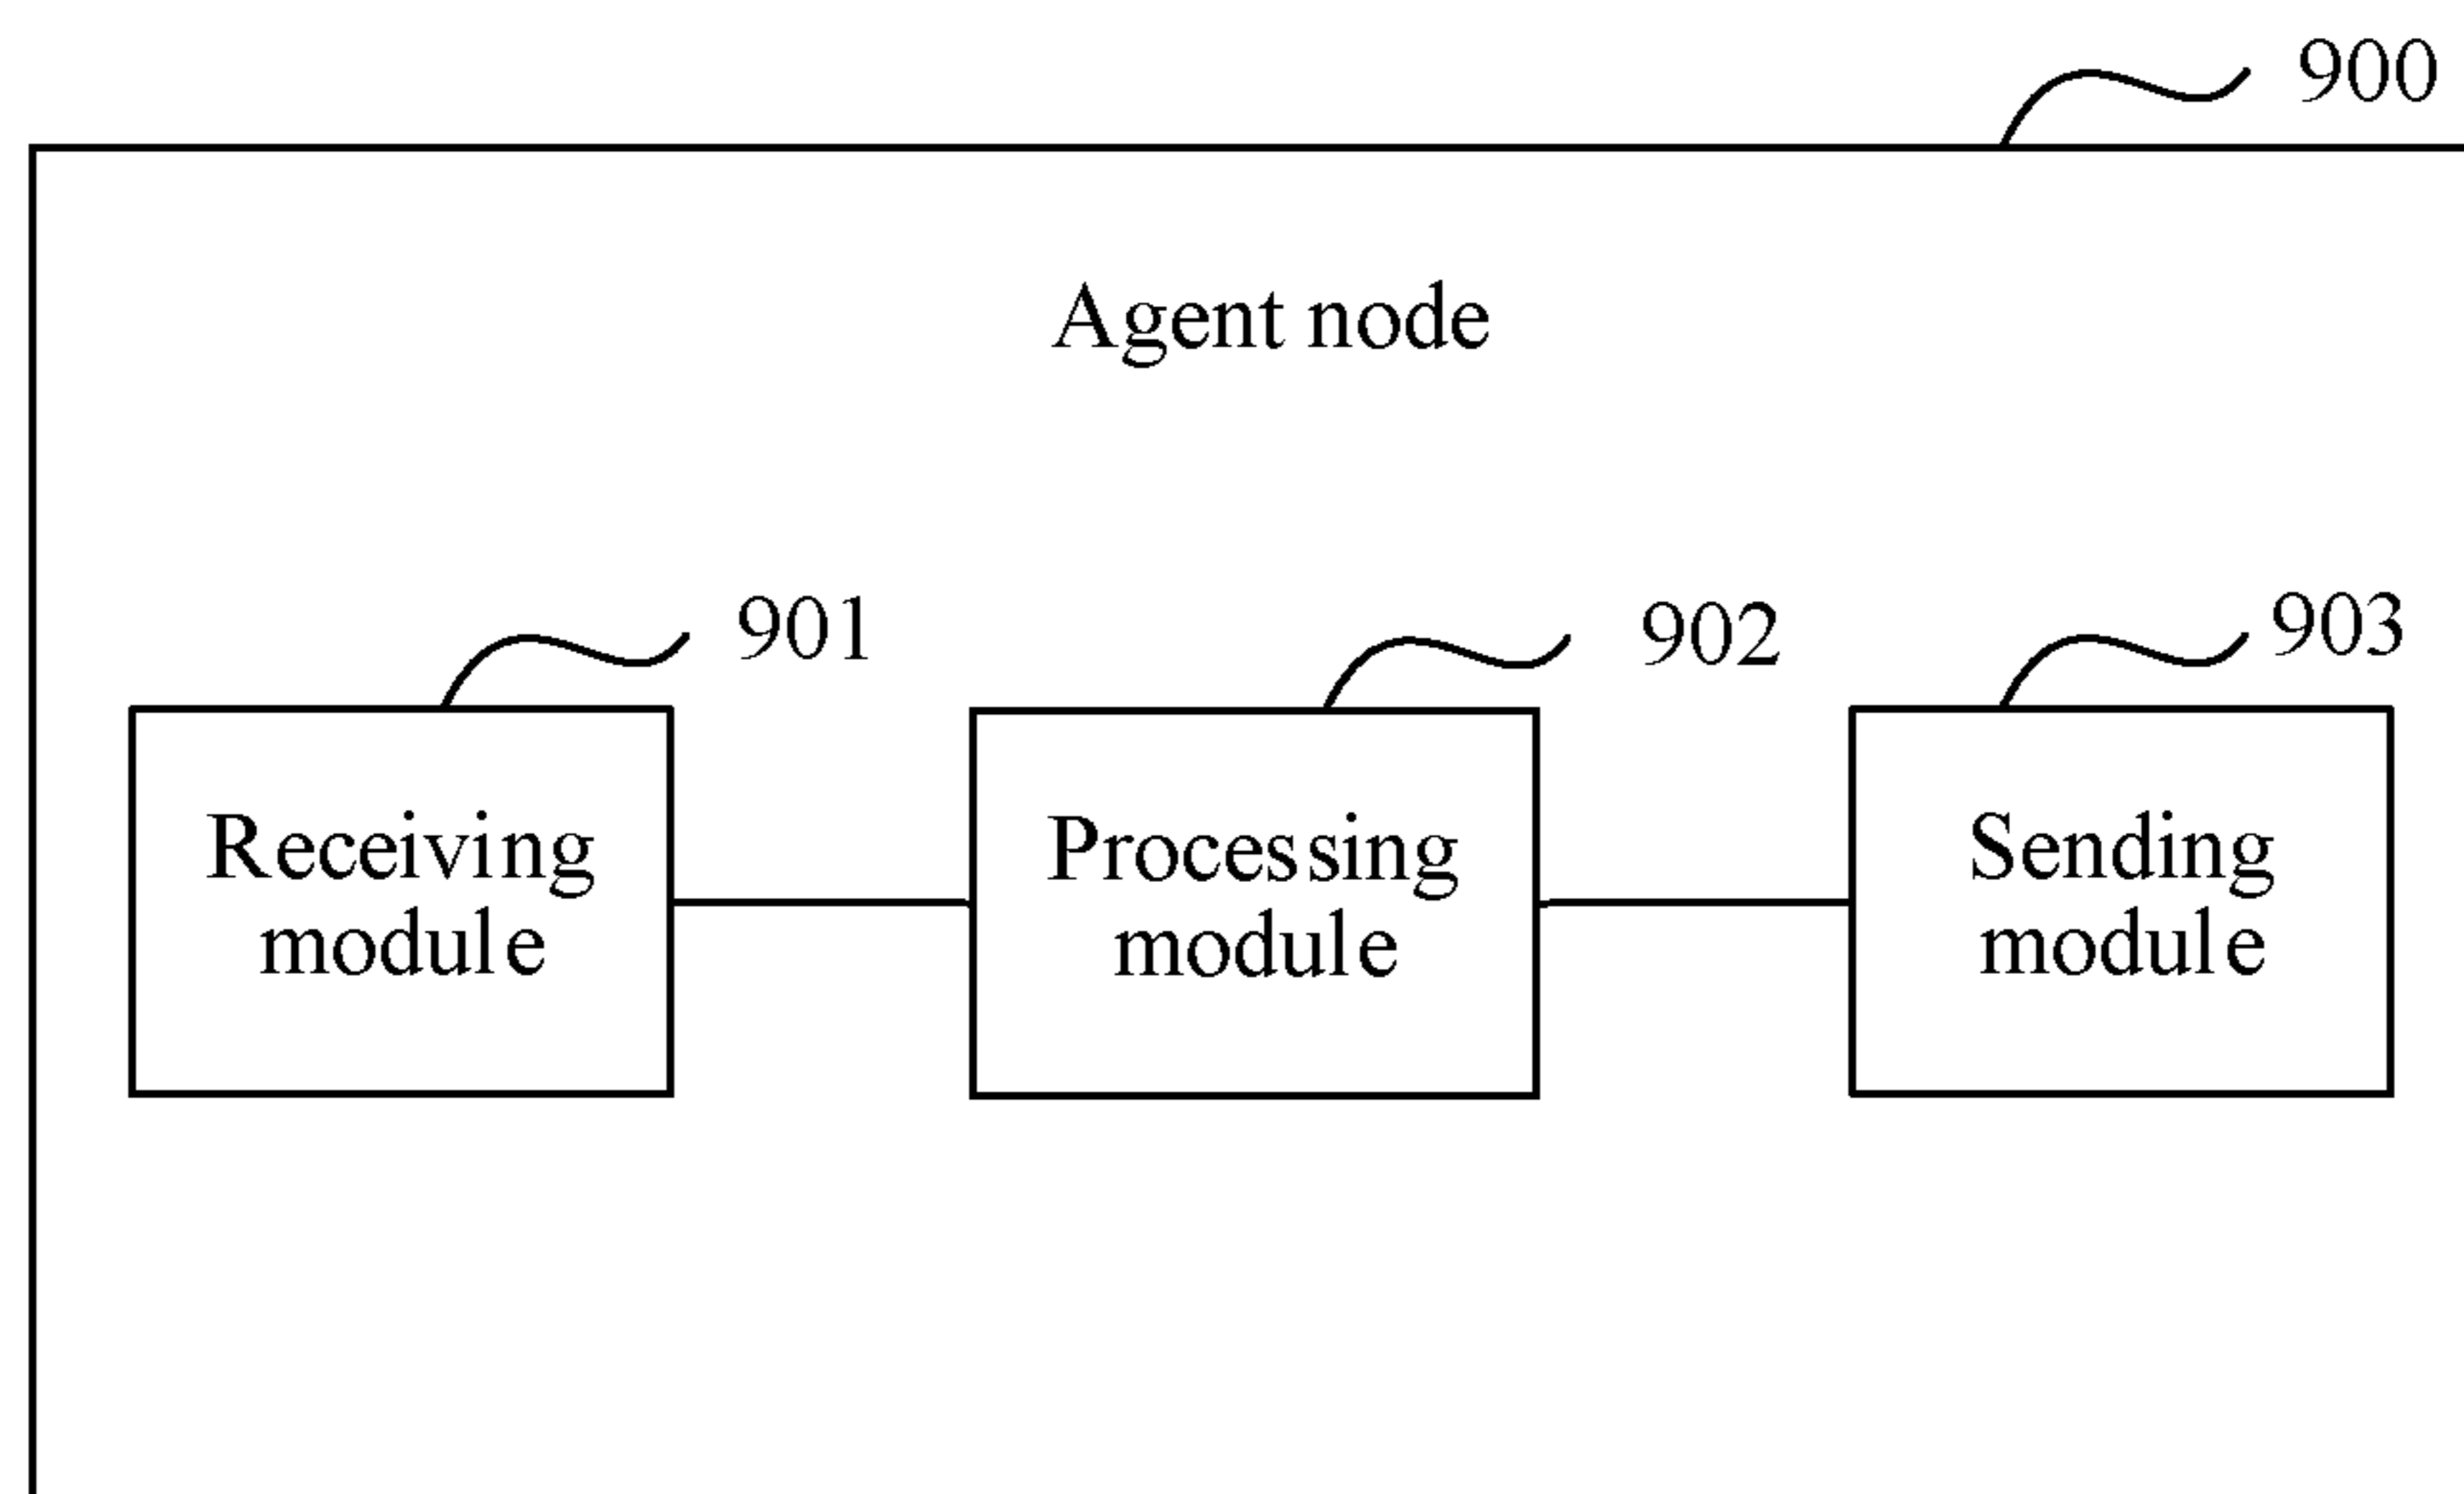 900
Agent node
901
902
903
Receiving
module
Processing
module
Sending
module